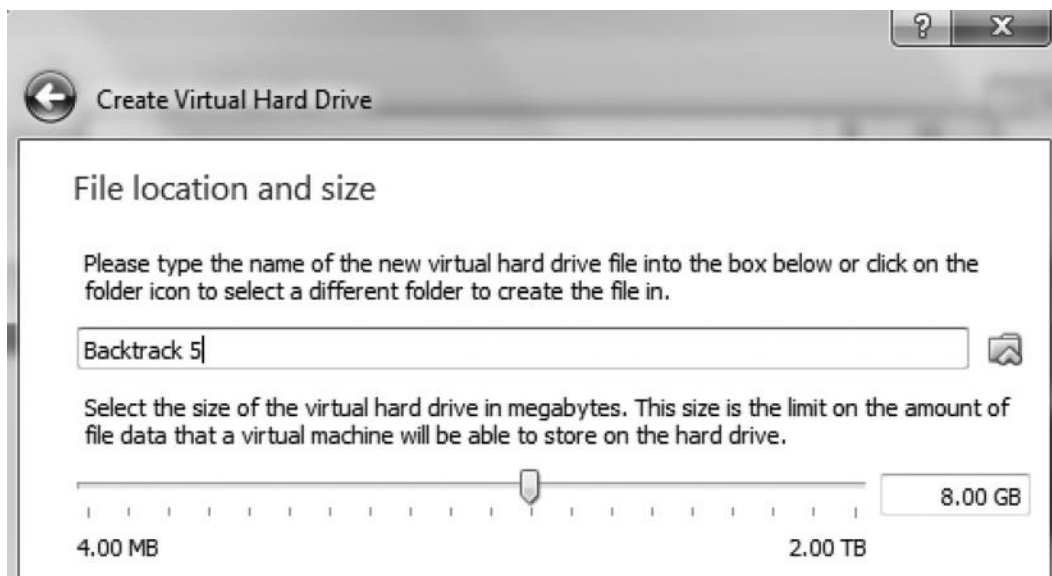 Create Virtual Hard Drive
File location and size
Please type the name of the new virtual hard drive file into the box below or click on the
folder icon to select a different folder to create the file in.
Backtrack 5
Select the size of the virtual hard drive in megabytes. This size is the limit on the amount of
file data that a virtual machine will be able to store on the hard drive.
8.00 GB
4.00 MB
2.00 TB